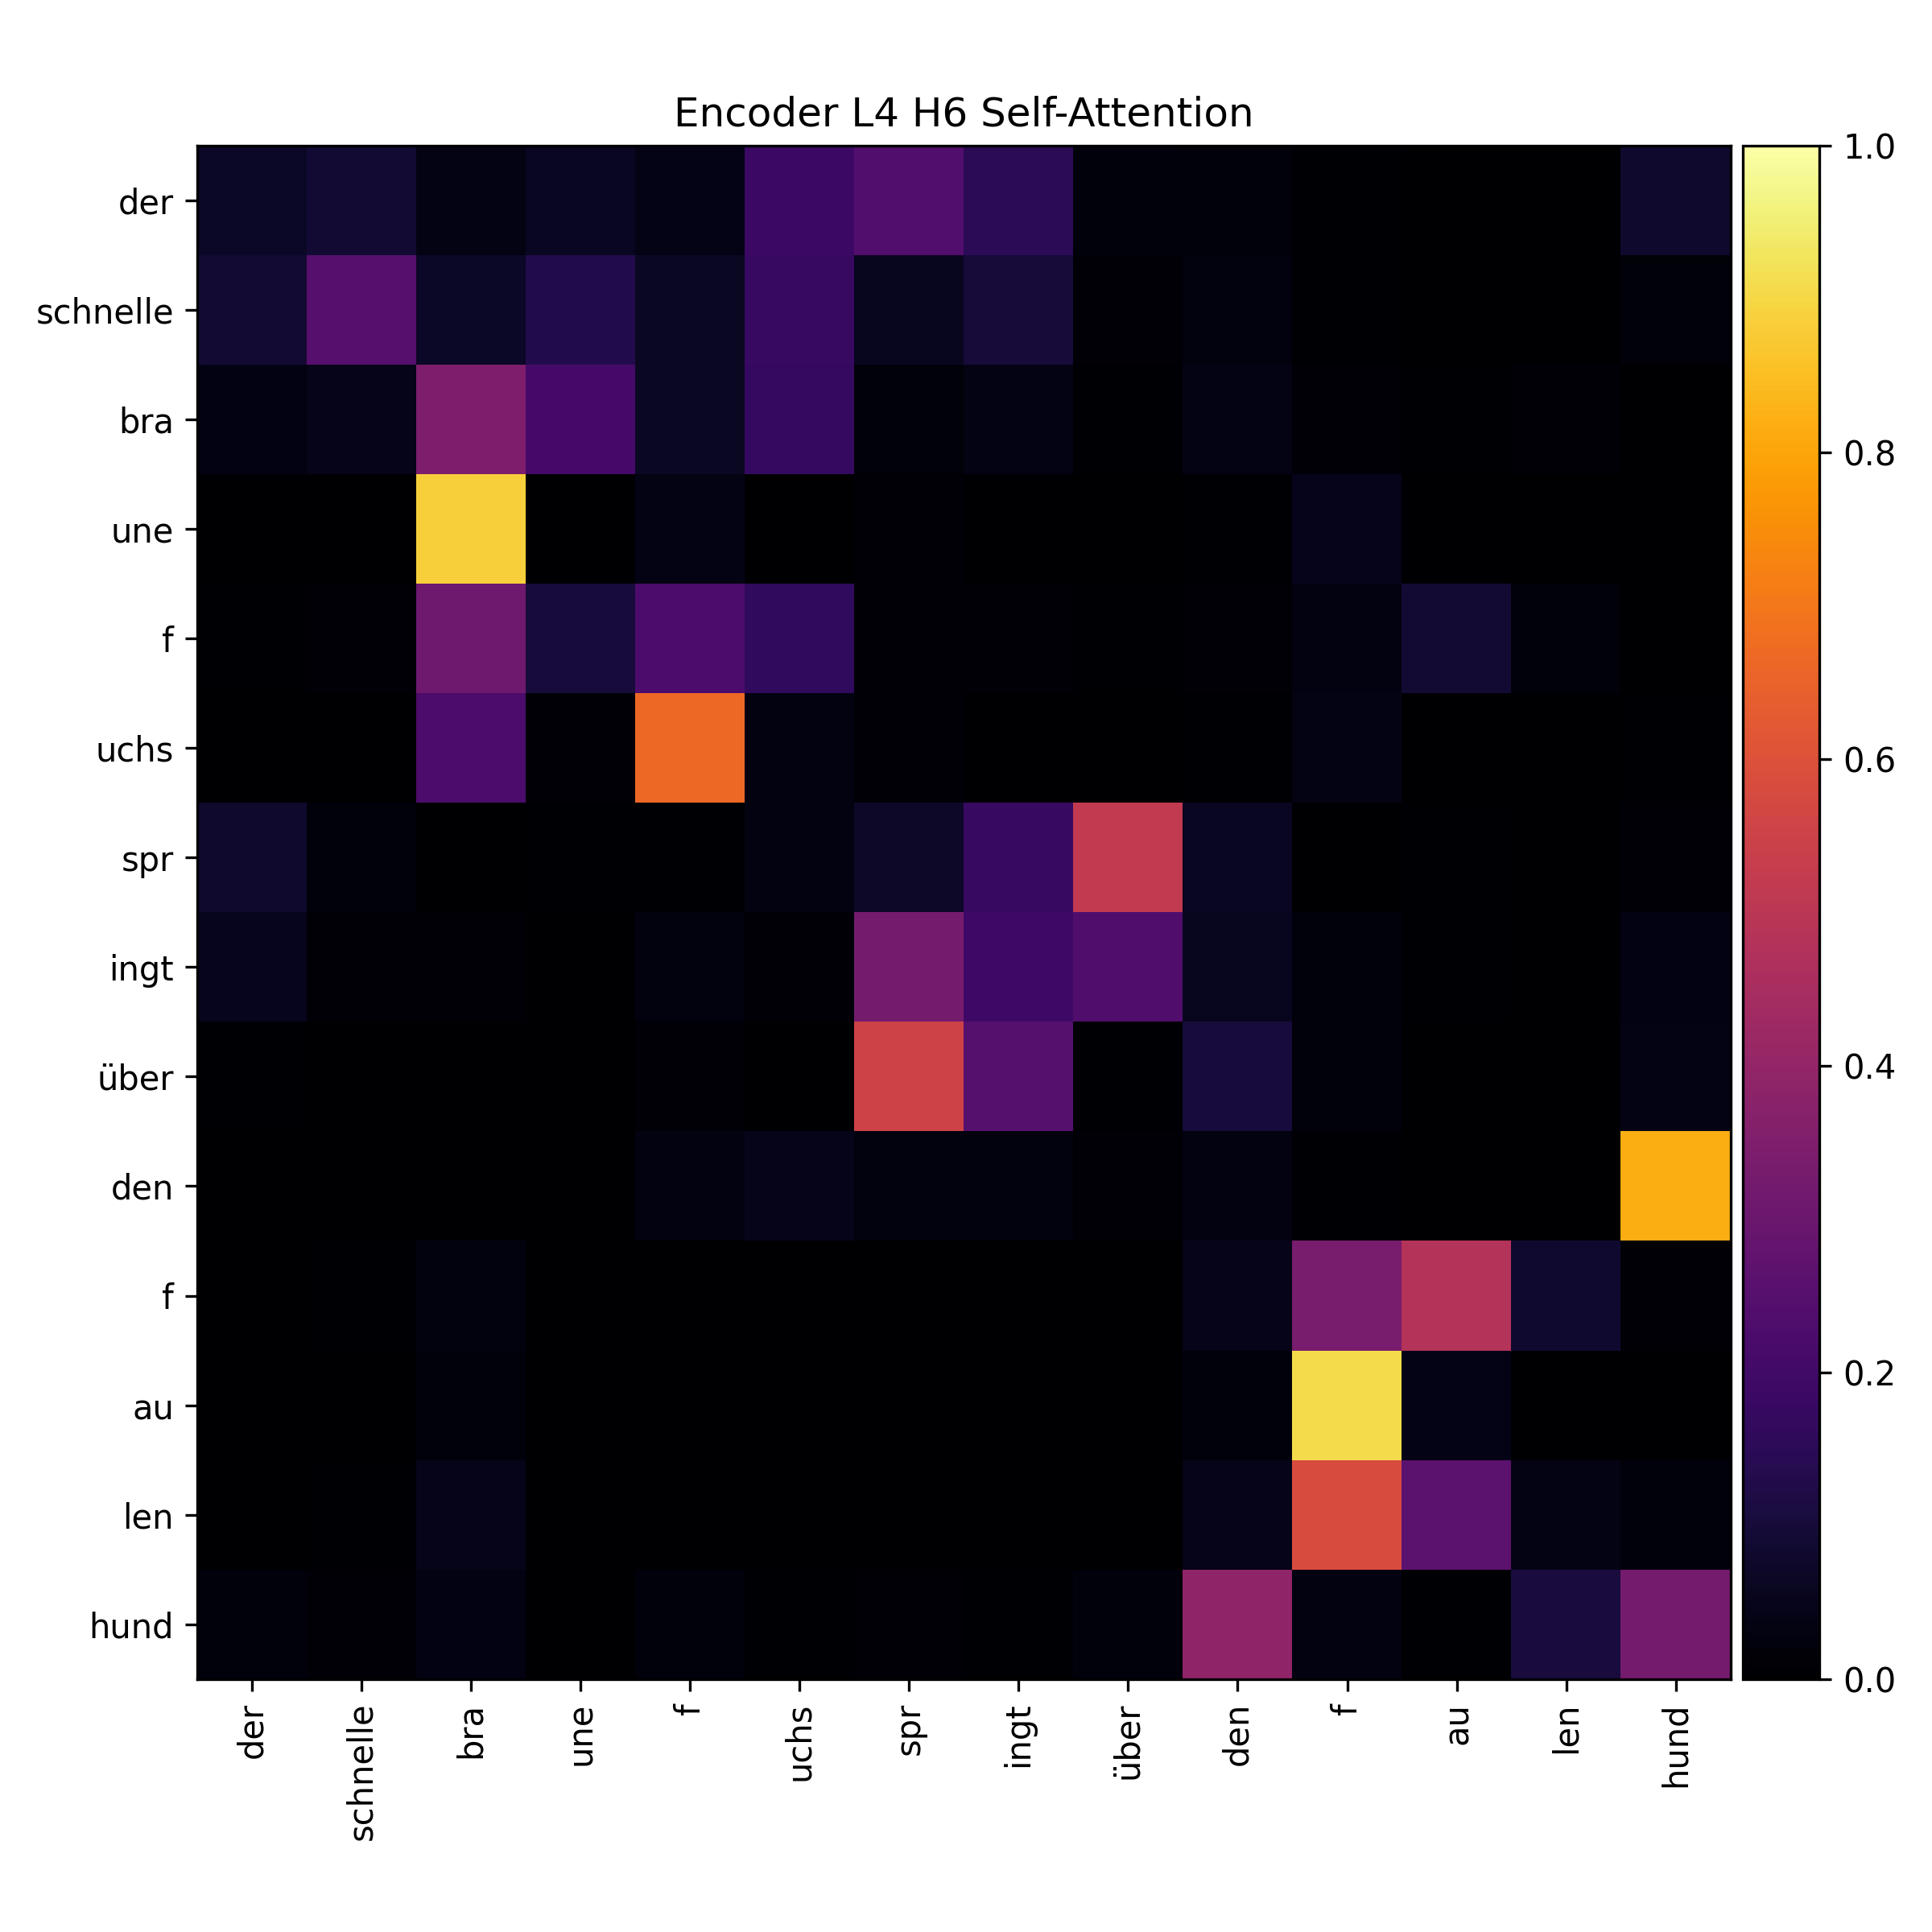 Encoder L4 H6 Self-Attention
der
schnelle
bra
une
f
uchs
spr
ingt
über
den
f
au
len
hund
der
schnelle
bra
une
f
uchs
spr
ingt
über
den
f
au
len
hund
1.0
0.8
0.6
0.4
0.2
0.0